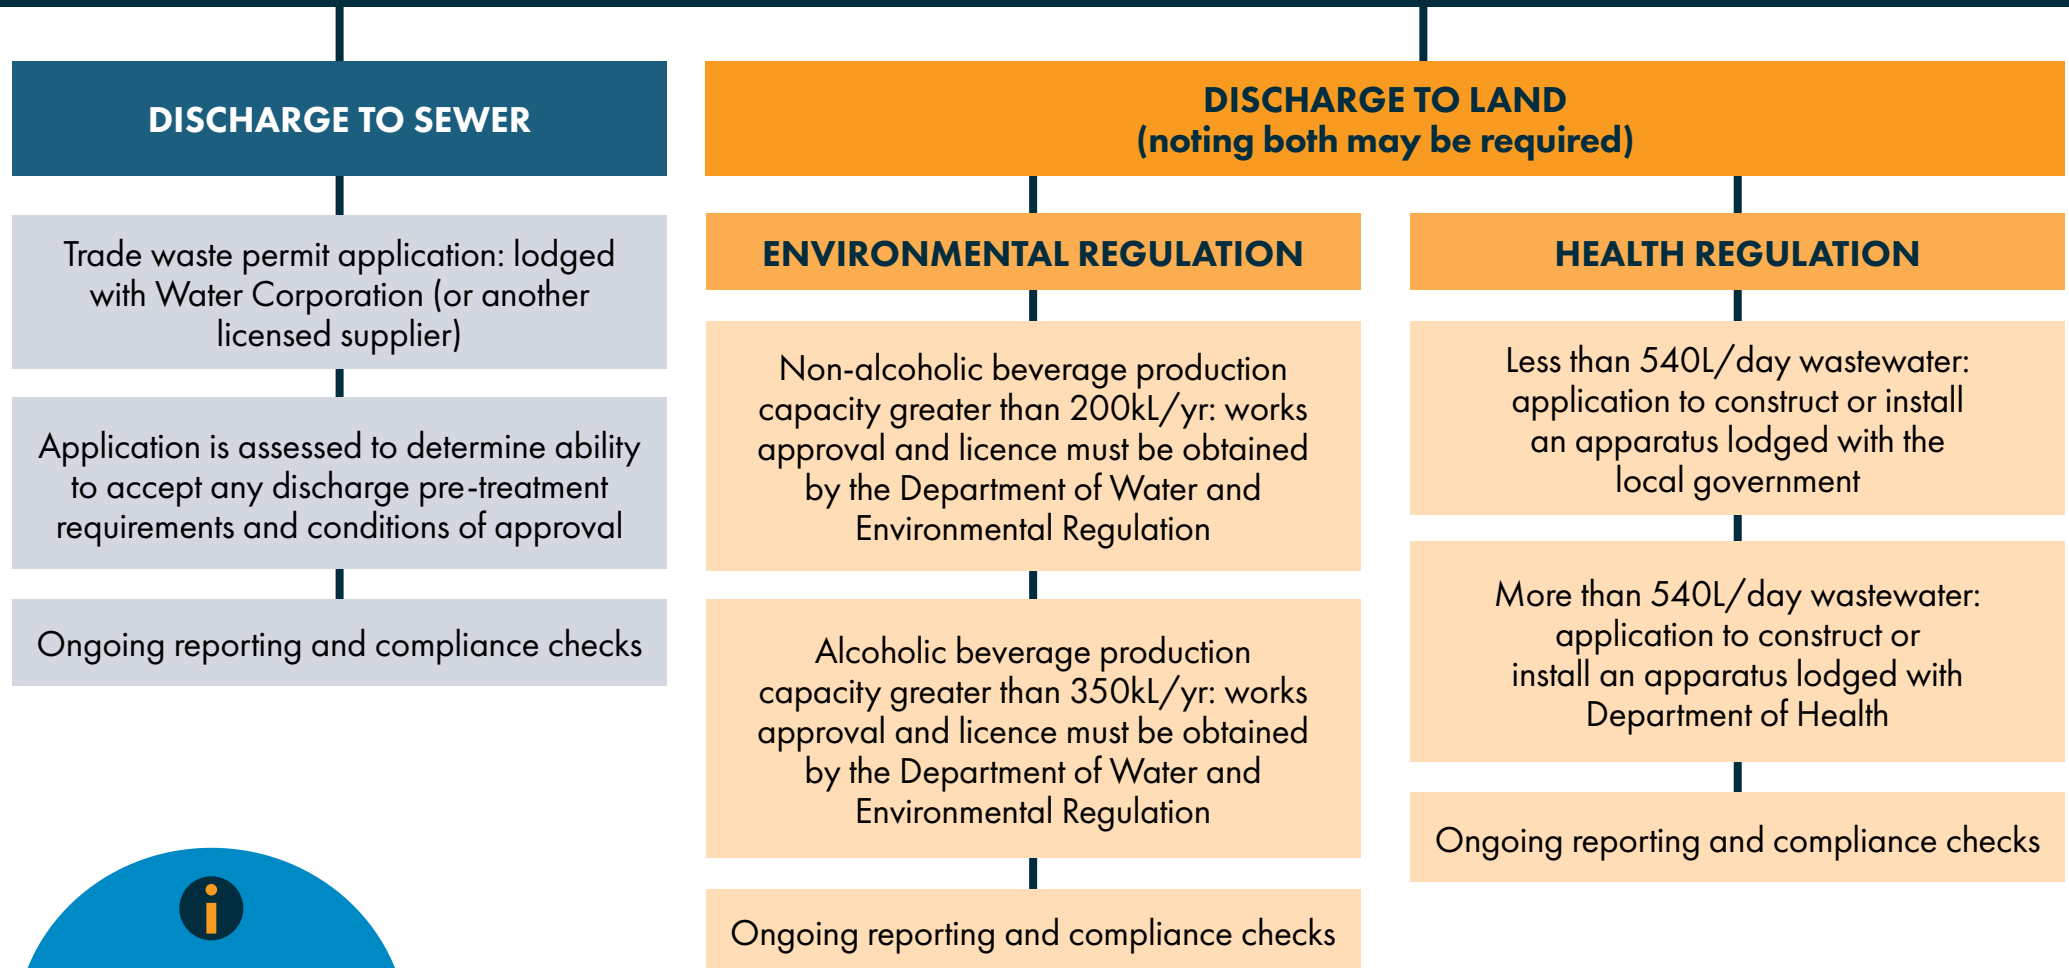 DISCHARGE TO SEWER
Trade waste permit application: lodged
with Water Corporation (or another
licensed supplier)
Application is assessed to determine ability
to accept any discharge pre-treatment
requirements and conditions of approval
Ongoing reporting and compliance checks
DISCHARGE TO LAND
(noting both may be required)
ENVIRONMENTAL REGULATION
Non-alcoholic beverage production
capacity greater than 200kL/yr: works
approval and licence must be obtained
by the Department of Water and
Environmental Regulation
Alcoholic beverage production
capacity greater than 350kL/yr: works
approval and licence must be obtained
by the Department of Water and
Environmental Regulation
Ongoing reporting and compliance checks
HEALTH REGULATION
Less than 540L/day wastewater:
application to construct or install
an apparatus lodged with the
local government
More than 540L/day wastewater:
application to construct or
install an apparatus lodged with
Department of Health
Ongoing reporting and compliance checks
i